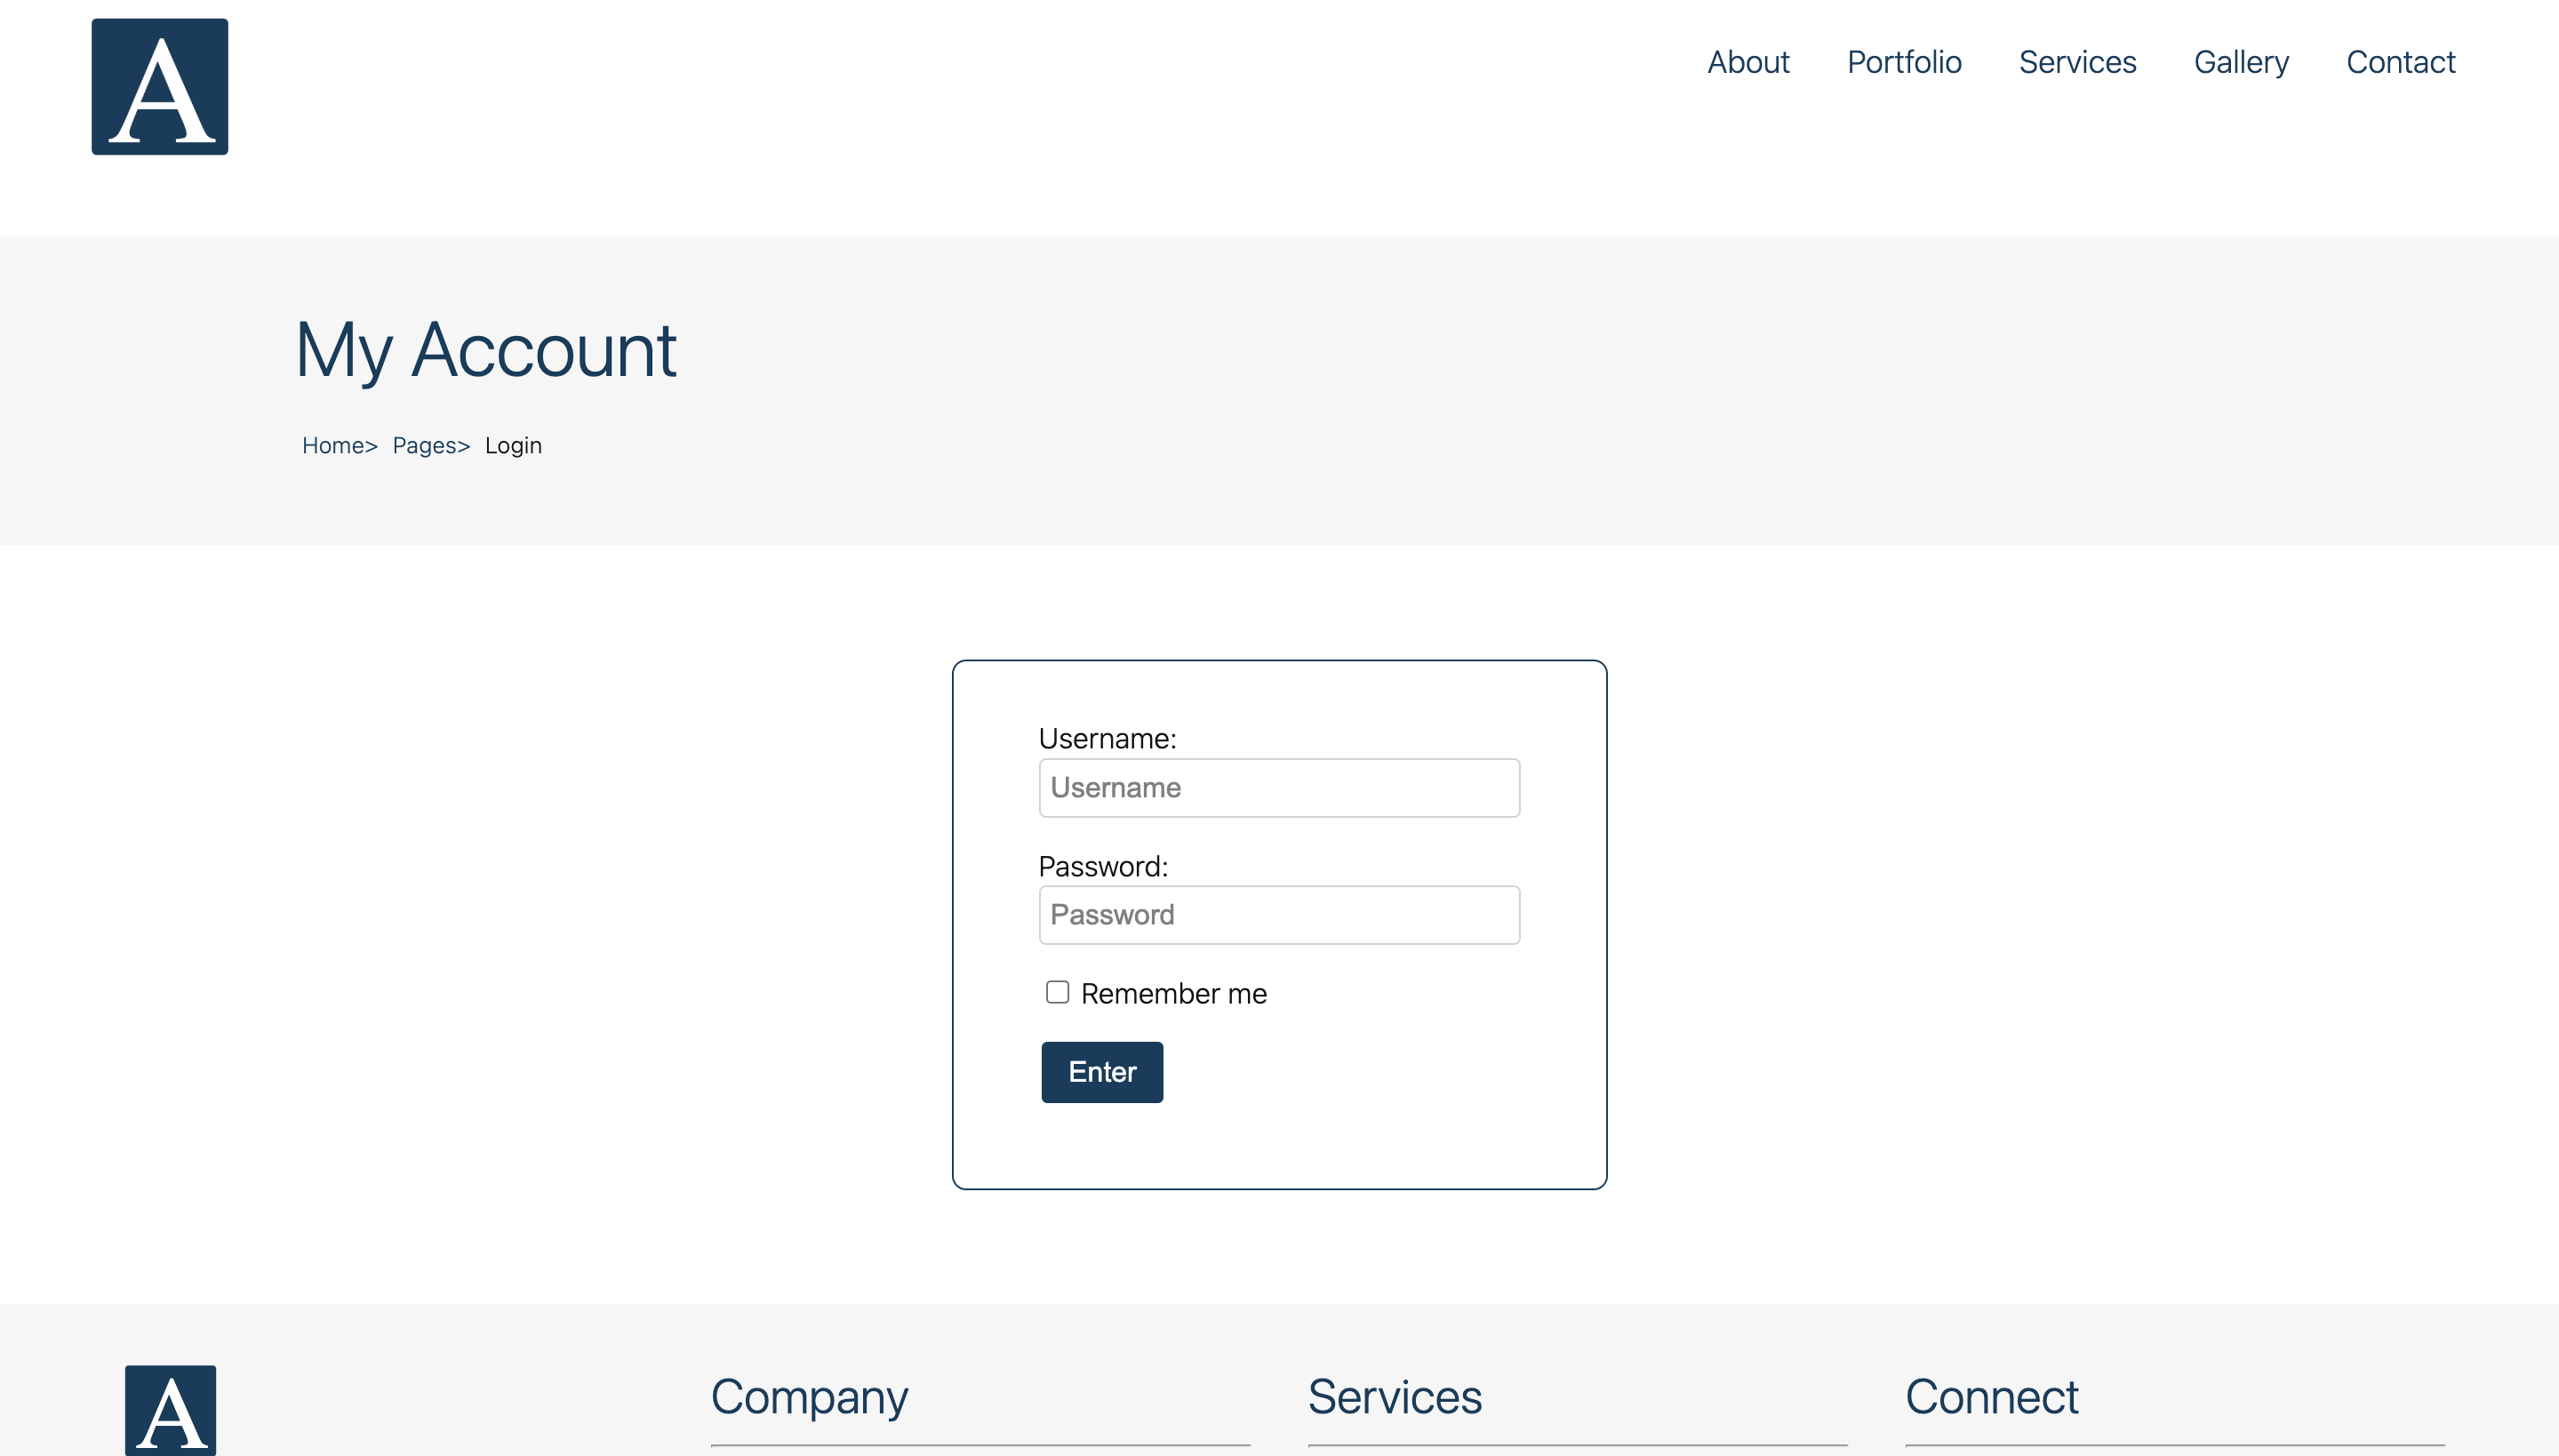 A
About Portfolio Services Gallery Contact
My Account
Home> Pages> Login
Username:
Username
Password:
Password
Remember me
Enter
A
Company Services Connect